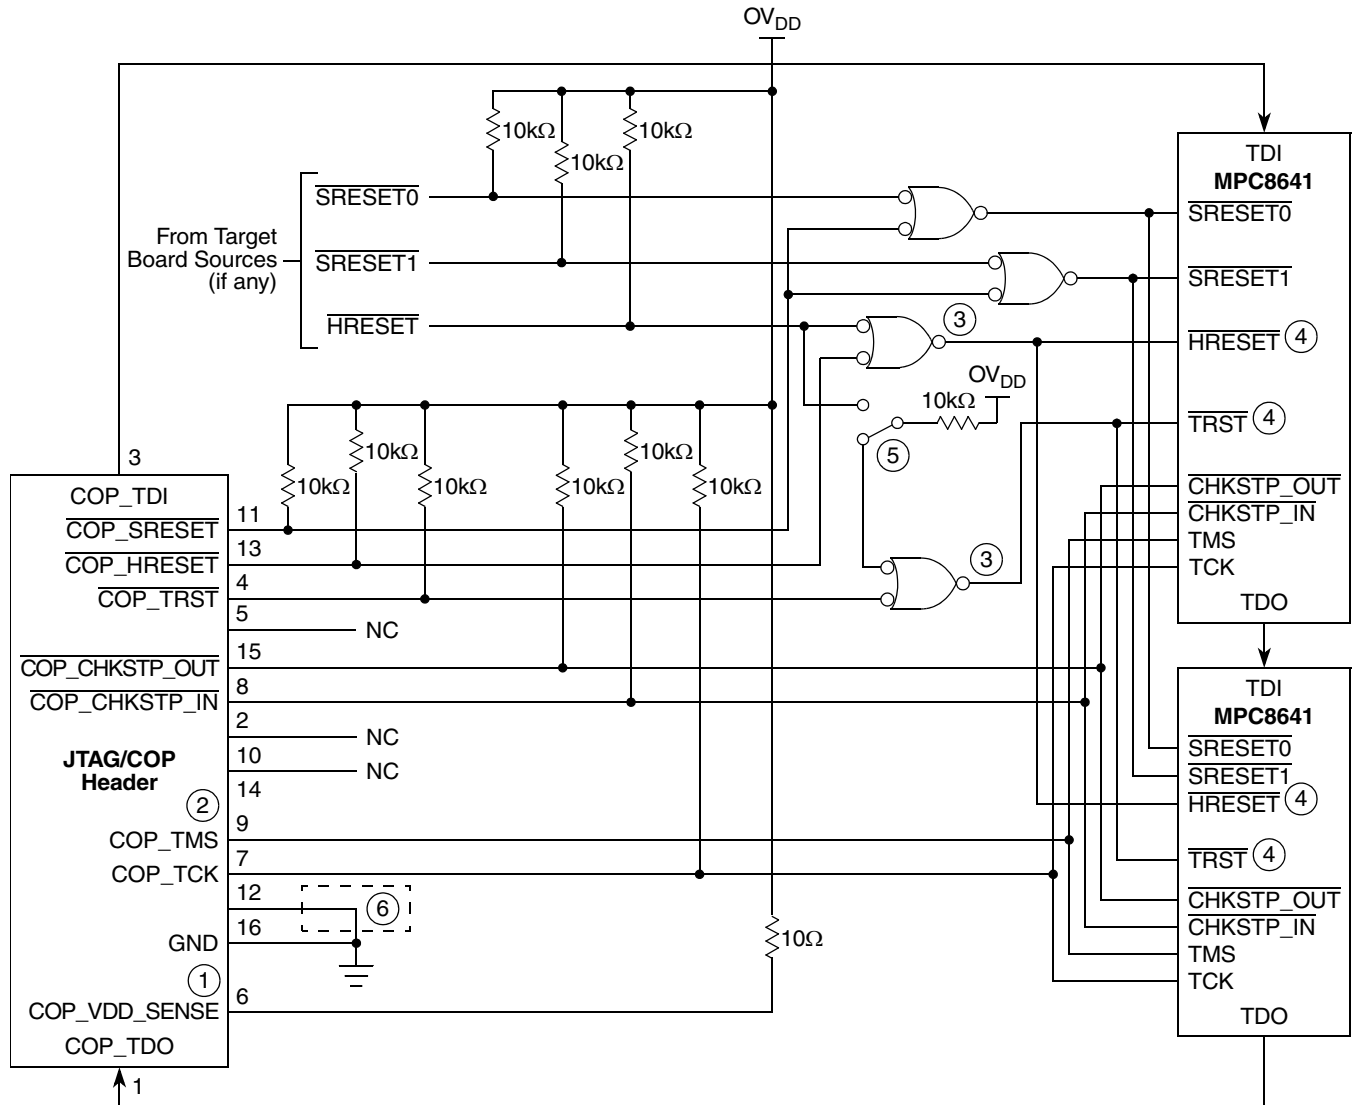 OVDD
10kΩ
10kΩ
10kΩ
From Target
Board Sources
(if any)
SRESET0
SRESET1
HRESET
3
OVDD
10kΩ
5
3
TDI
MPC8641
SRESET0
SRESET1
HRESET 4
TRST 4
CHKSTP_OUT
CHKSTP_IN
TMS
TCK
TDO
TDI
MPC8641
SRESET0
SRESET1
HRESET 4
TRST 4
CHKSTP_OUT
CHKSTP_IN
TMS
TCK
TDO
10kΩ
10kΩ
10kΩ
10kΩ
10kΩ
10kΩ
3
COP_TDI
COP_SRESET 11
COP_HRESET 13
COP_TRST 4
5 NC
COP_CHKSTP_OUT 15
COP_CHKSTP_IN 8
2 NC
JTAG/COP
Header
10 NC
14
2
COP_TMS 9
COP_TCK 7
12 6
GND 16
1
COP_VDD_SENSE 6
10Ω
COP_TDO
1